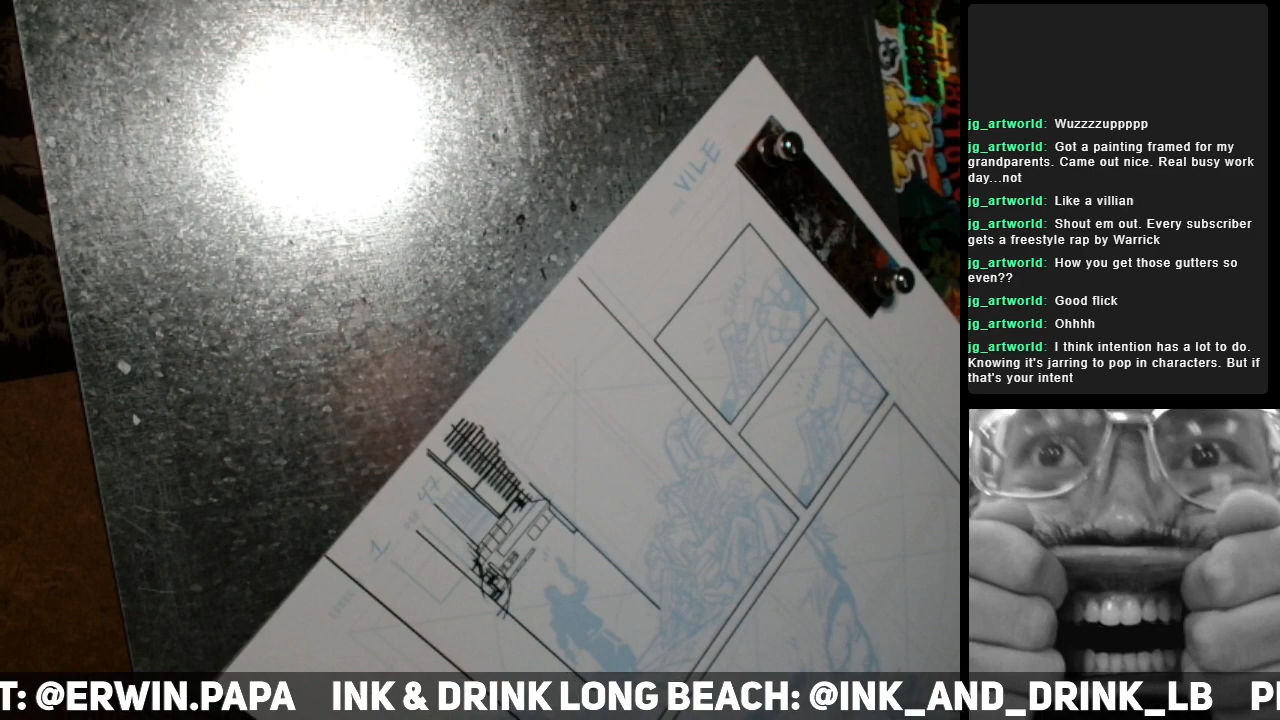 jg_artworld: Wuzzzzuppppp
jg_artworld: Got a painting framed for my
grandparents. Came out nice. Real busy work
day...not
jg_artworld: Like a villian
jg_artworld: Shout em out. Every subscriber
gets a freestyle rap by Warrick
jg_artworld: How you get those gutters so
even??
jg_artworld: Good flick
jg_artworld: Ohhhh
jg_artworld: I think intention has a lot to do.
Knowing it's jarring to pop in characters. But if
that's your intent
VILE
1
T: @ERWIN.PAPA INK & DRINK LONG BEACH: @INK_AND_DRINK_LB